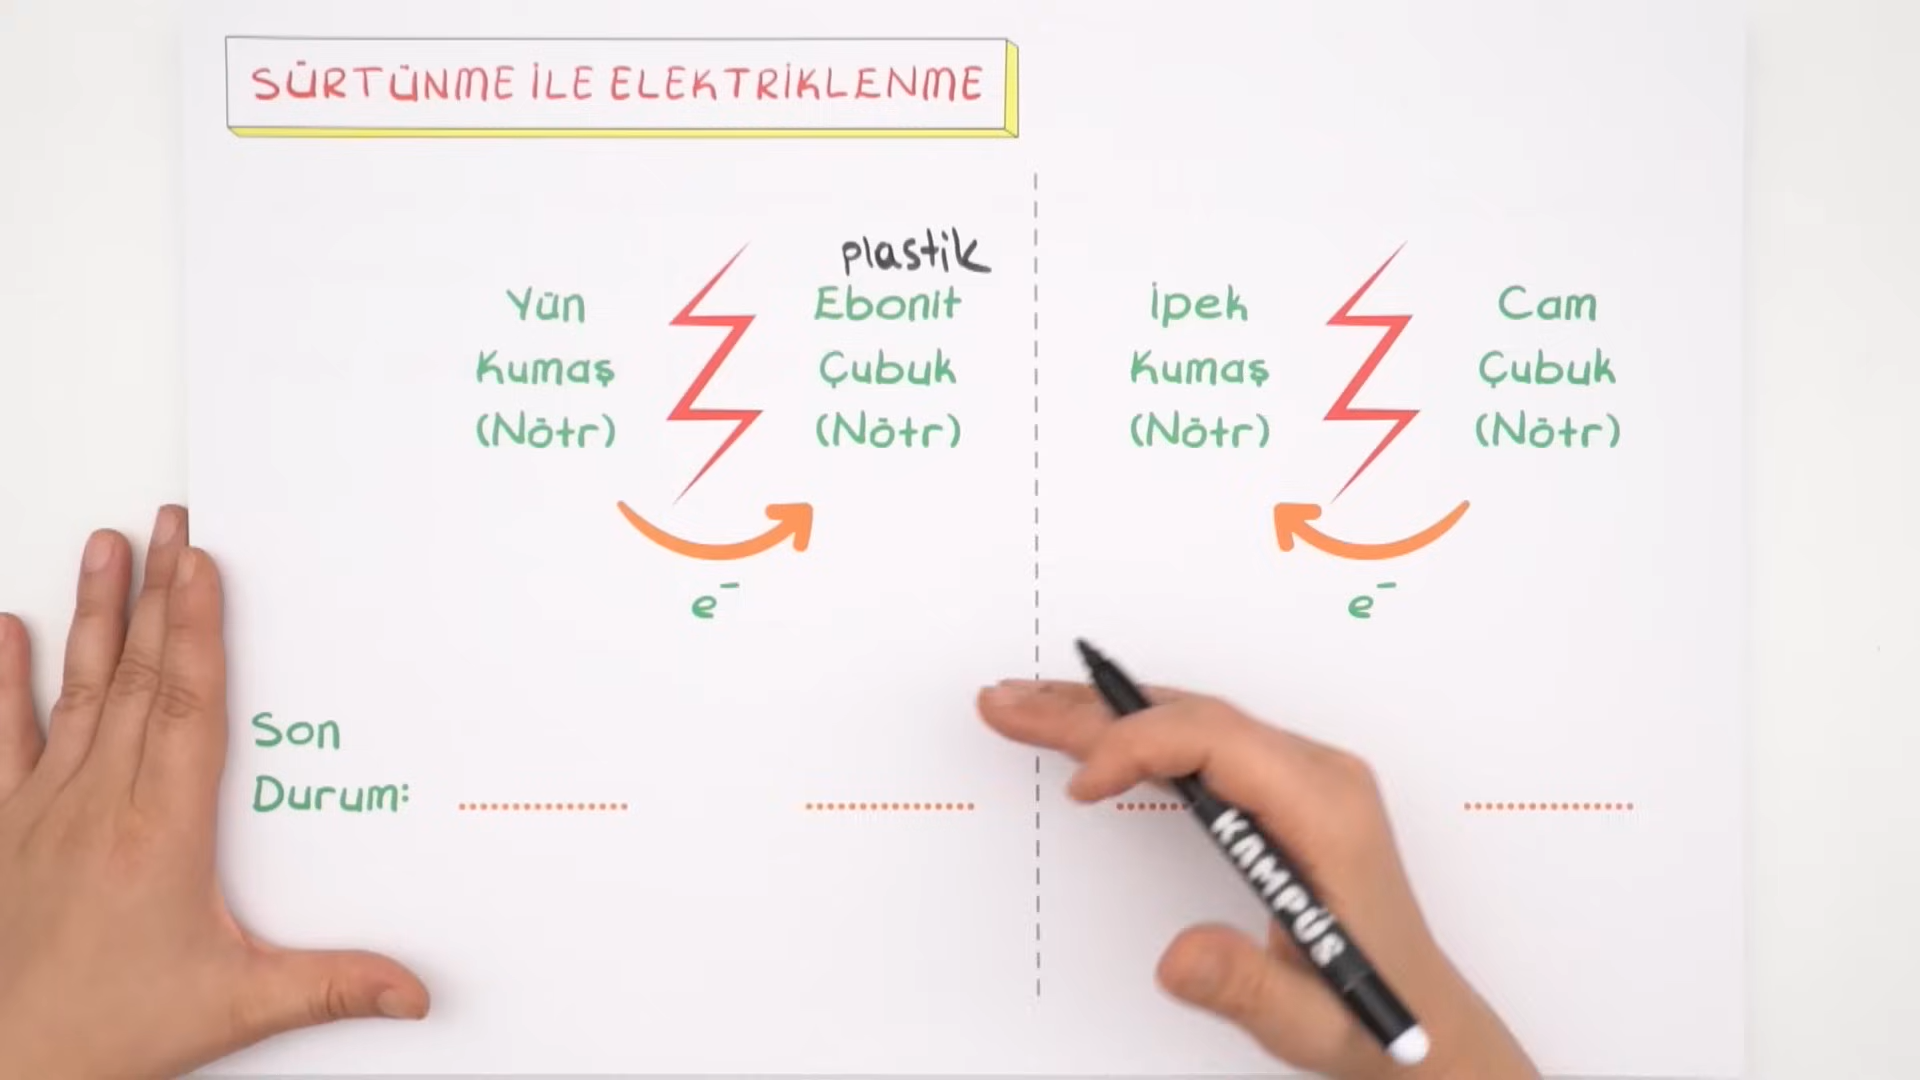 SÜRTÜNME İLE ELEKTRİKLENME
plastik
Yün
Kumaş
(Nötr)
Ebonit
Çubuk
(Nötr)
e⁻
İpek
Kumaş
(Nötr)
Cam
Çubuk
(Nötr)
e⁻
Son
Durum:
KAMPÜS